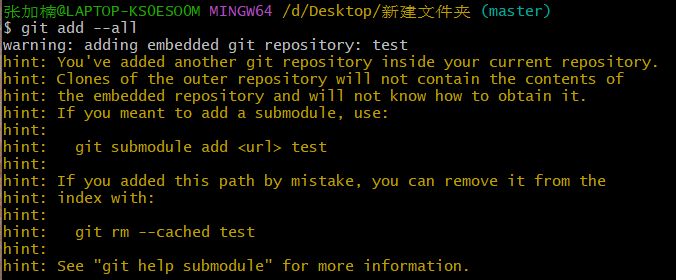 张加楠@LAPTOP-KS0ESOOM MINGW64 /d/Desktop/新建文件夹 (master)
$ git add --all
warning: adding embedded git repository: test
hint: You've added another git repository inside your current repository.
hint: Clones of the outer repository will not contain the contents of
hint: the embedded repository and will not know how to obtain it.
hint: If you meant to add a submodule, use:
hint:
hint:   git submodule add <url> test
hint:
hint: If you added this path by mistake, you can remove it from the
hint: index with:
hint:
hint:   git rm --cached test
hint:
hint: See "git help submodule" for more information.